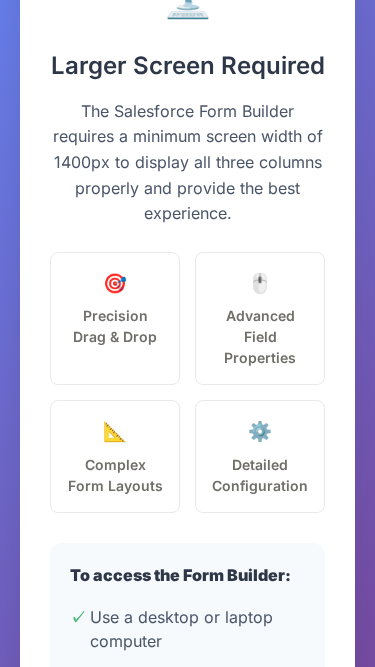 Larger Screen Required
The Salesforce Form Builder
requires a minimum screen width of
1400px to display all three columns
properly and provide the best
experience.
Precision
Drag & Drop
Advanced
Field
Properties
Complex
Form Layouts
Detailed
Configuration
To access the Form Builder:
✓ Use a desktop or laptop
computer